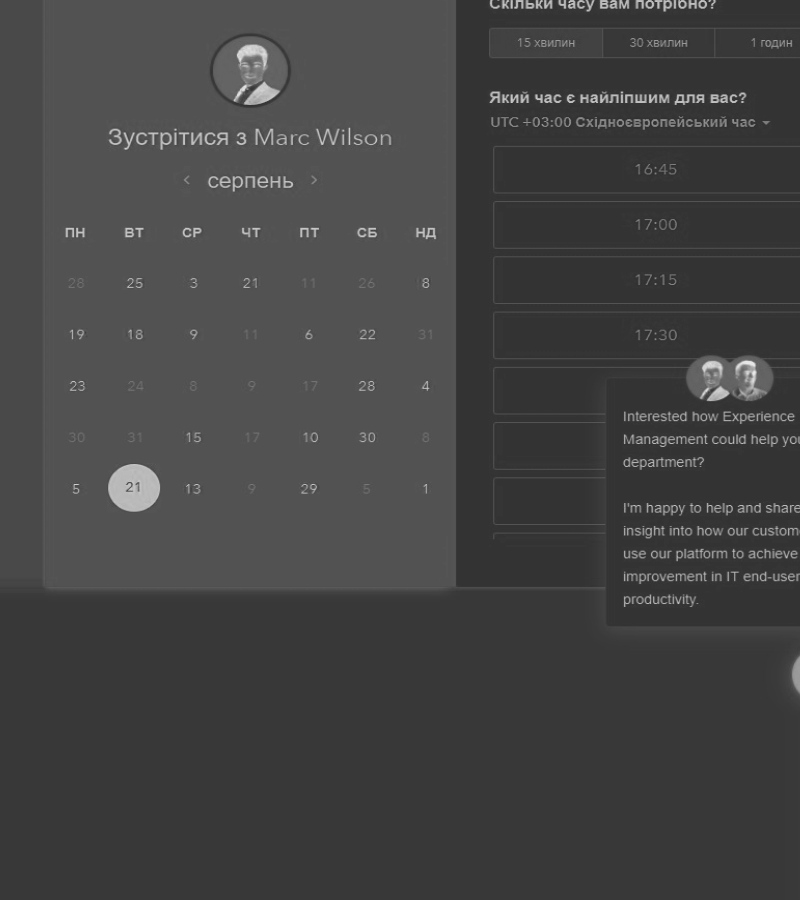 Зустрітися з Marc Wilson
серпень
ПН ВТ СР ЧТ ПТ СБ НД
28 25 3 21 11 26 8
19 18 9 11 6 22 31
23 24 8 9 17 28 4
30 31 15 17 10 30 8
5 21 13 9 29 5 1
Скільки часу вам потрібно?
15 хвилин 30 хвилин 1 годин
Який час є найліпшим для вас?
UTC +03:00 Східноєвропейський час
16:45
17:00
17:15
17:30
Interested how Experience
Management could help you
department?
I'm happy to help and share
insight into how our custome
use our platform to achieve
improvement in IT end-user
productivity.